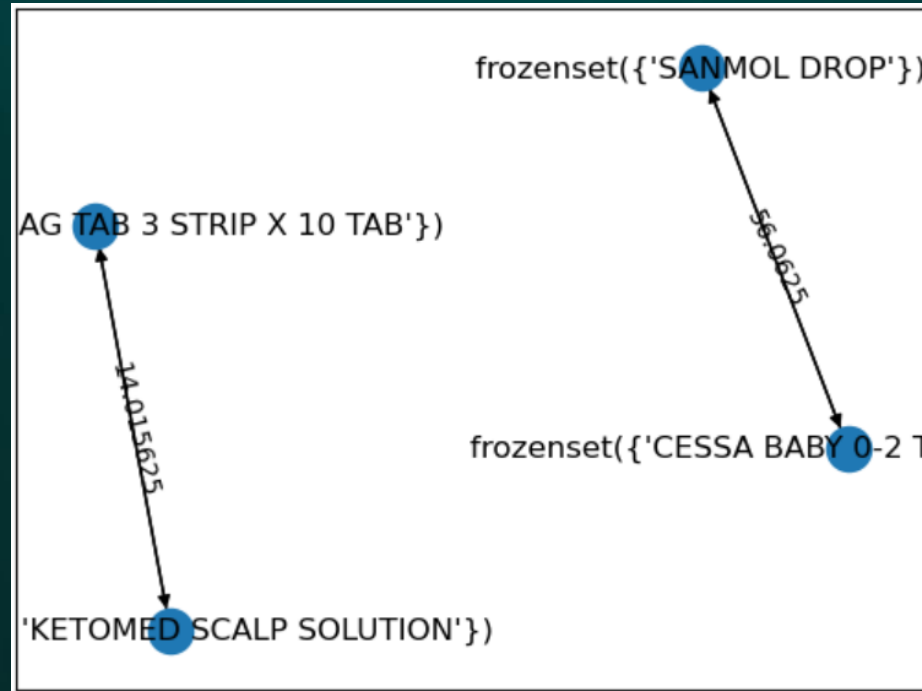 frozenset({'SANMOL DROP'})
AG TAB 3 STRIP X 10 TAB'})
56.0625
14.015625
frozenset({'CESSA BABY 0-2 T
'KETOMED SCALP SOLUTION'})